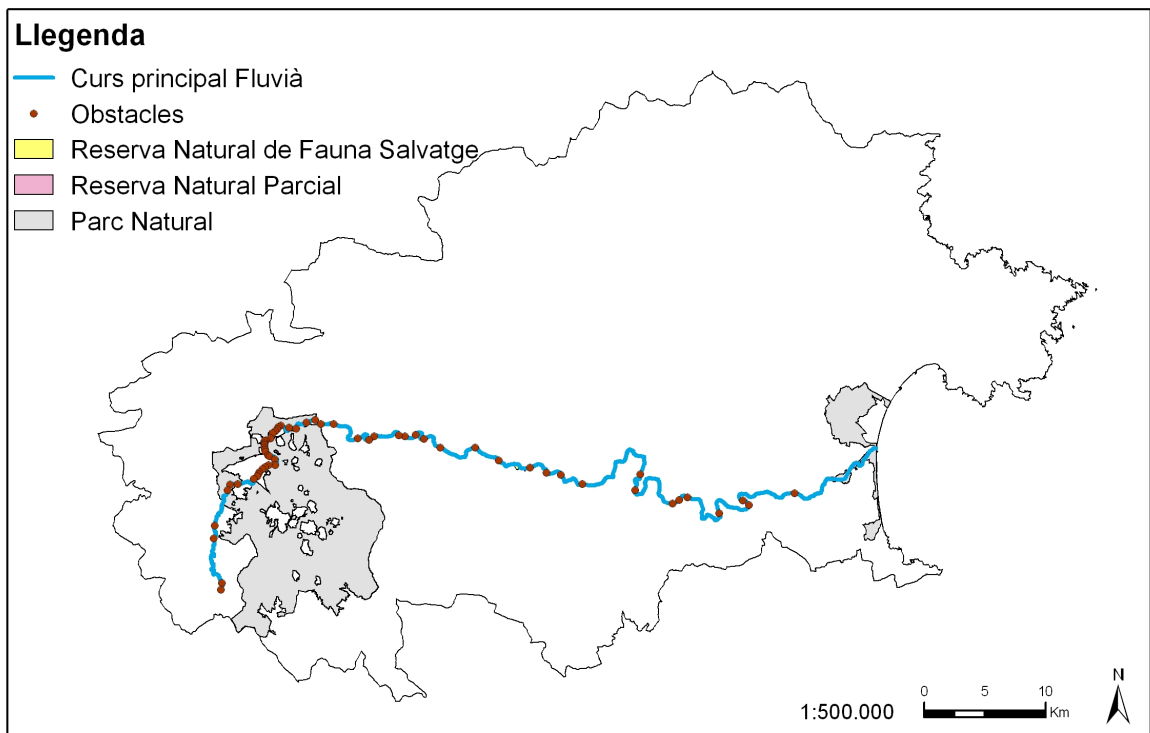 Llegenda
Curs principal Fluvià
Obstacles
Reserva Natural de Fauna Salvatge
Reserva Natural Parcial
Parc Natural
1:500.000
0 5 10
Km
N